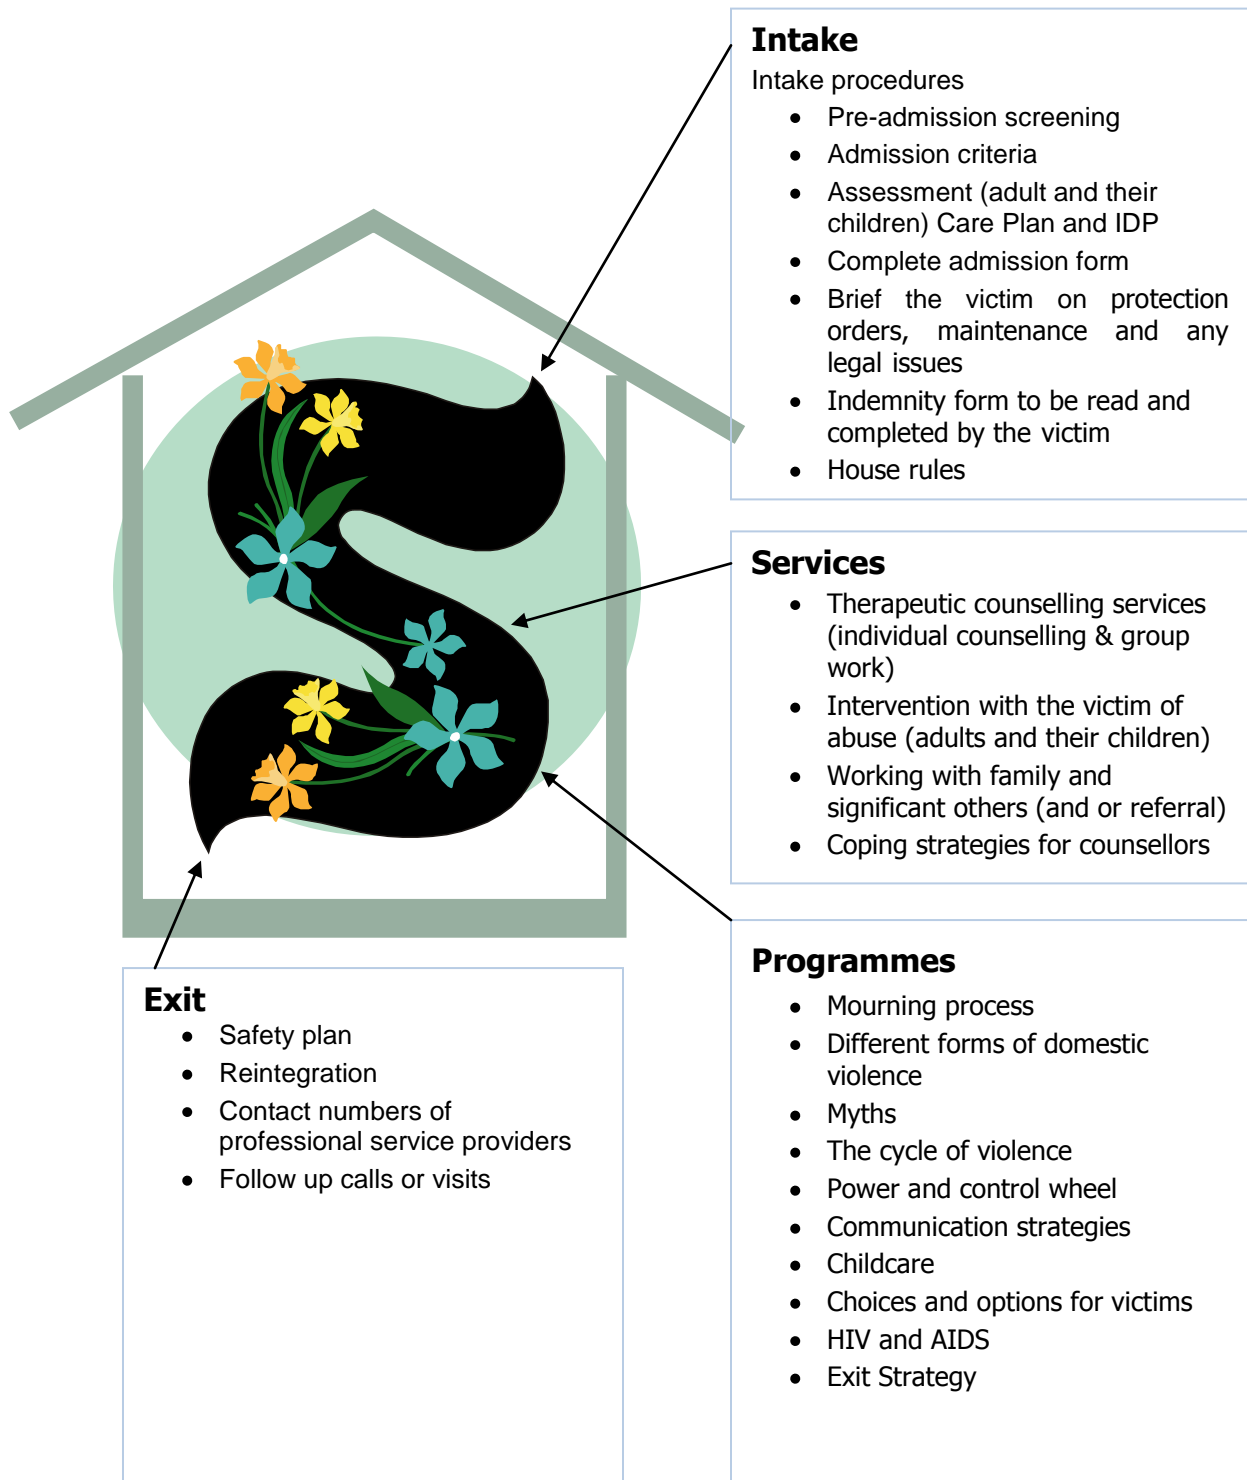 Intake
Intake procedures
• Pre-admission screening
• Admission criteria
• Assessment (adult and their
children) Care Plan and IDP
• Complete admission form
• Brief the victim on protection
orders, maintenance and any
legal issues
• Indemnity form to be read and
completed by the victim
• House rules
Services
• Therapeutic counselling services
(individual counselling & group
work)
• Intervention with the victim of
abuse (adults and their children)
• Working with family and
significant others (and or referral)
• Coping strategies for counsellors
Programmes
• Mourning process
• Different forms of domestic
violence
• Myths
• The cycle of violence
• Power and control wheel
• Communication strategies
• Childcare
• Choices and options for victims
• HIV and AIDS
• Exit Strategy
Exit
• Safety plan
• Reintegration
• Contact numbers of
professional service providers
• Follow up calls or visits